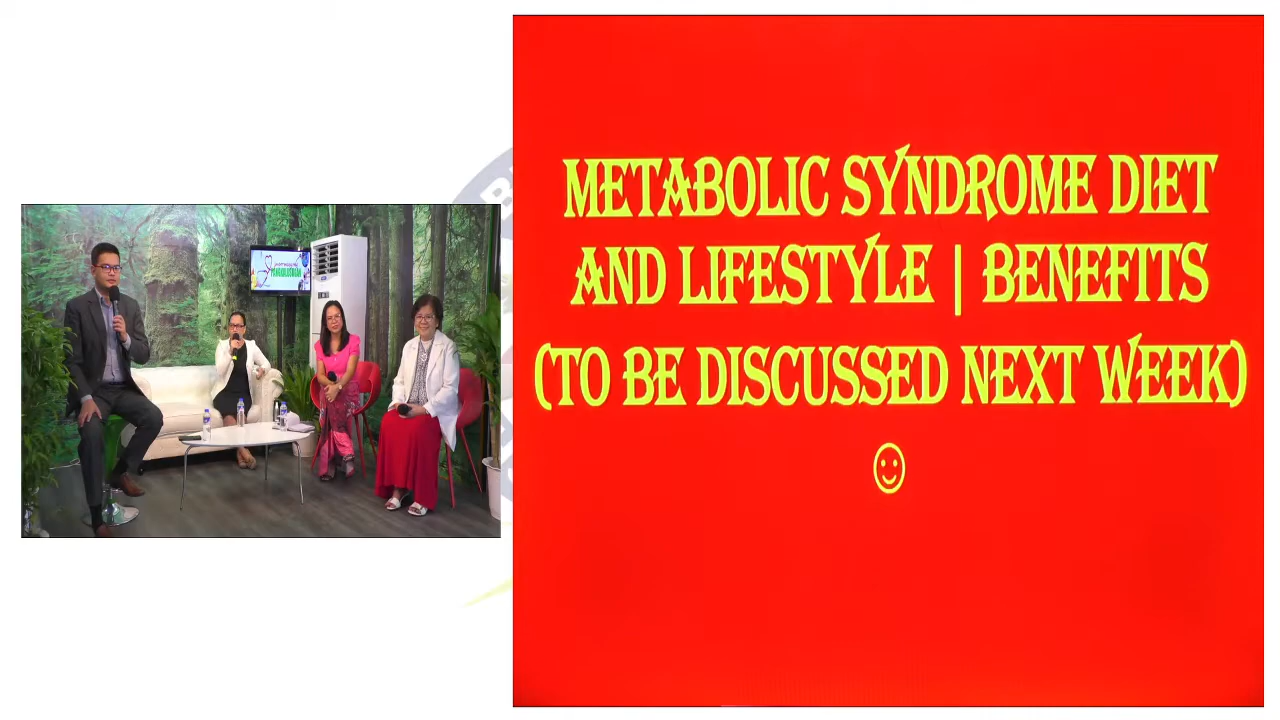 METABOLIC SYNDROME DIET
AND LIFESTYLE | BENEFITS
(TO BE DISCUSSED NEXT WEEK)
☺